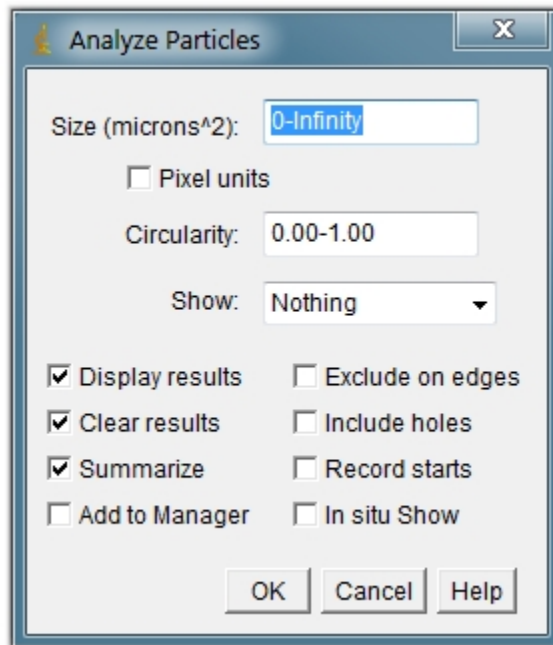 Analyze Particles
X
Size (microns^2): 0-Infinity
Pixel units
Circularity: 0.00-1.00
Show: Nothing
Display results Exclude on edges
Clear results Include holes
Summarize Record starts
Add to Manager In situ Show
OK Cancel Help